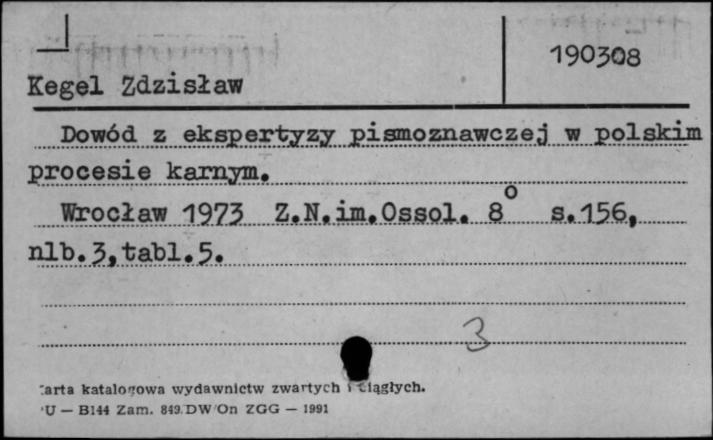 190308
Kegel Zdzisław
Dowód z ekspertyzy pismoznawczej w polskim
procesie karnym.
Wrocław 1973 Z.N.im.Ossol. 8° s.156,
nlb.3,tabl.5.
3
arta katalogowa wydawnictw zwartych i ciągłych.
U — B144 Zam. 849.DW/On ZGG — 1991